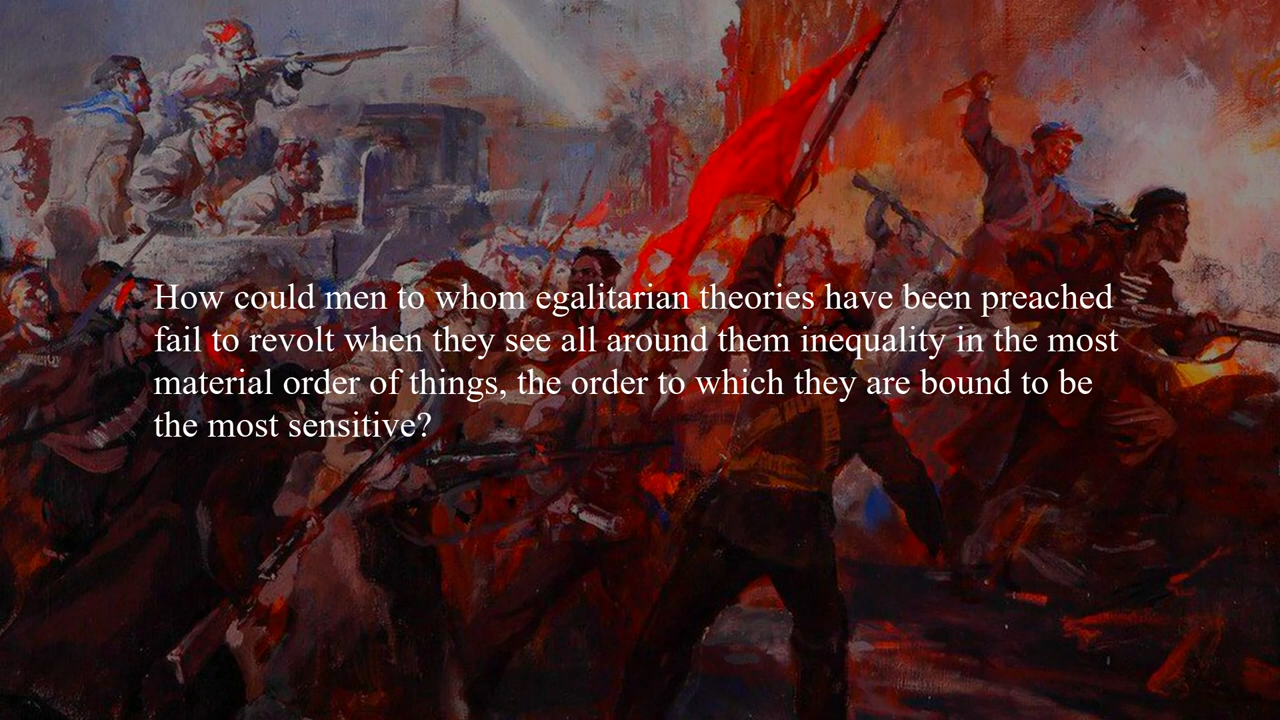 How could men to whom egalitarian theories have been preached
fail to revolt when they see all around them inequality in the most
material order of things, the order to which they are bound to be
the most sensitive?